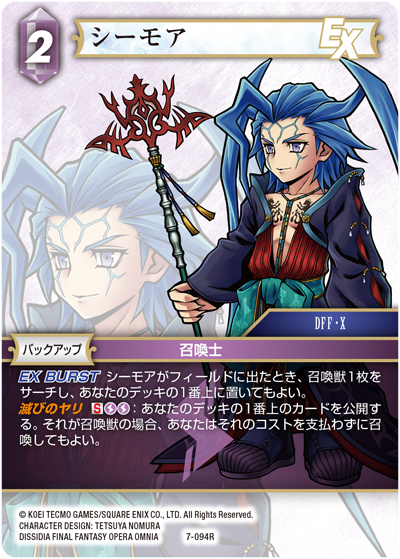 2
シーモア
EX
DFF・X
バックアップ
召喚士
EX BURST シーモアがフィールドに出たとき、召喚獣1枚を
サーチし、あなたのデッキの1番上に置いてもよい。
滅びのヤリ S : あなたのデッキの1番上のカードを公開す
る。それが召喚獣の場合、あなたはそれのコストを支払わずに召
喚してもよい。
© KOEI TECMO GAMES/SQUARE ENIX CO., LTD. All Rights Reserved.
CHARACTER DESIGN: TETSUYA NOMURA
DISSIDIA FINAL FANTASY OPERA OMNIA
7-094R